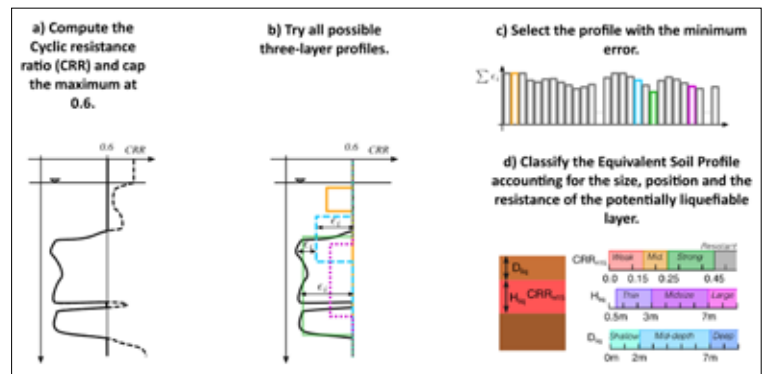 a) Compute the
Cyclic resistance
ratio (CRR) and cap
the maximum at
0.6.
b) Try all possible
three-layer profiles.
c) Select the profile with the minimum
error.
d) Classify the Equivalent Soil Profile
accounting for the size, position and the
resistance of the potentially liquefiable
layer.
0.6 CRR
0.6 CRR
Resistant
Weak Mid. Strong
0.0 0.15 0.25 0.45
Thin Midsize Large
0.5m 3m 7m
Shallow Mid-depth Deep
0m 2m 7m